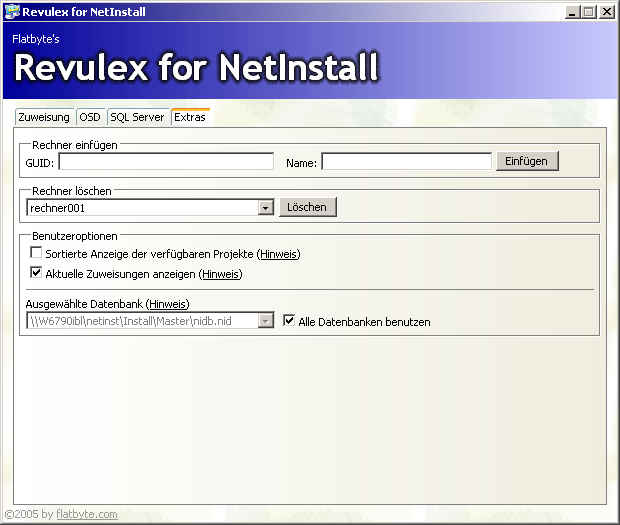 Revulex for NetInstall
Flatbyte's
Revulex for NetInstall
Zuweisung OSD SQL Server Extras
Rechner einfügen
GUID: Name: Einfügen
Rechner löschen
rechner001 Löschen
Benutzeroptionen
Sortierte Anzeige der verfügbaren Projekte (Hinweis)
Aktuelle Zuweisungen anzeigen (Hinweis)
Ausgewählte Datenbank (Hinweis)
\\W6790ibl\netinst\Install\Master\nidb.nid Alle Datenbanken benutzen
©2005 by flatbyte.com